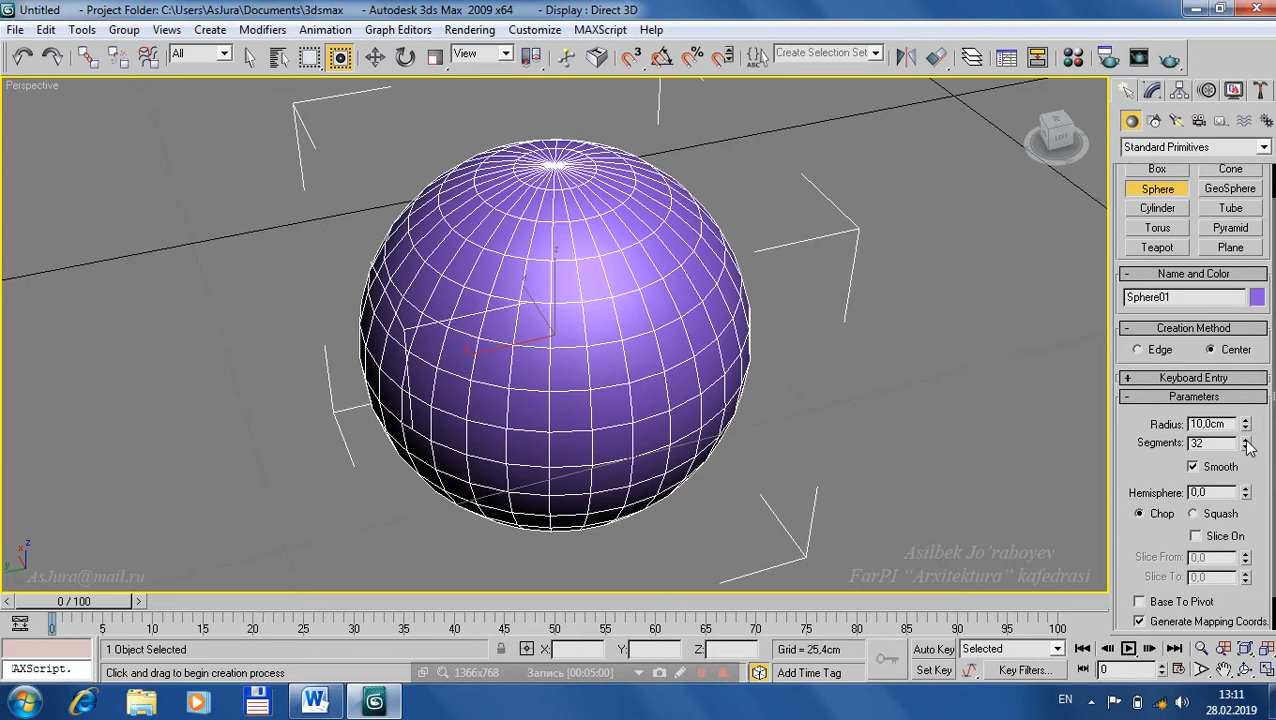 Untitled - Project Folder: C:\Users\AsJura\Documents\3dsmax - Autodesk 3ds Max 2009 x64 - Display : Direct 3D
File Edit Tools Group Views Create Modifiers Animation Graph Editors Rendering Customize MAXScript Help
All View 3 Create Selection Set
Perspective
LEFT
Standard Primitives
Box Cone
Sphere GeoSphere
Cylinder Tube
Torus Pyramid
Teapot Plane
- Name and Color
Sphere01
- Creation Method
Edge Center
+ Keyboard Entry
- Parameters
Radius: 10,0cm
Segments: 32
Smooth
Hemisphere: 0,0
Chop Squash
Slice On
Slice From: 0,0
Slice To: 0,0
Base To Pivot
Generate Mapping Coords.
z
x
z
x
y
AsJura@mail.ru
Asilbek Jo`raboyev
FarPI “Arxitektura” kafedrasi
0 / 100
0 5 10 15 20 25 30 35 40 45 50 55 60 65 70 75 80 85 90 95 100
1 Object Selected X: Y: Z: Grid = 25,4cm Auto Key Selected
AXScript. Click and drag to begin creation process 1366x768 Запись [00:05:00] Add Time Tag Set Key Key Filters... 0
EN 13:11
28.02.2019